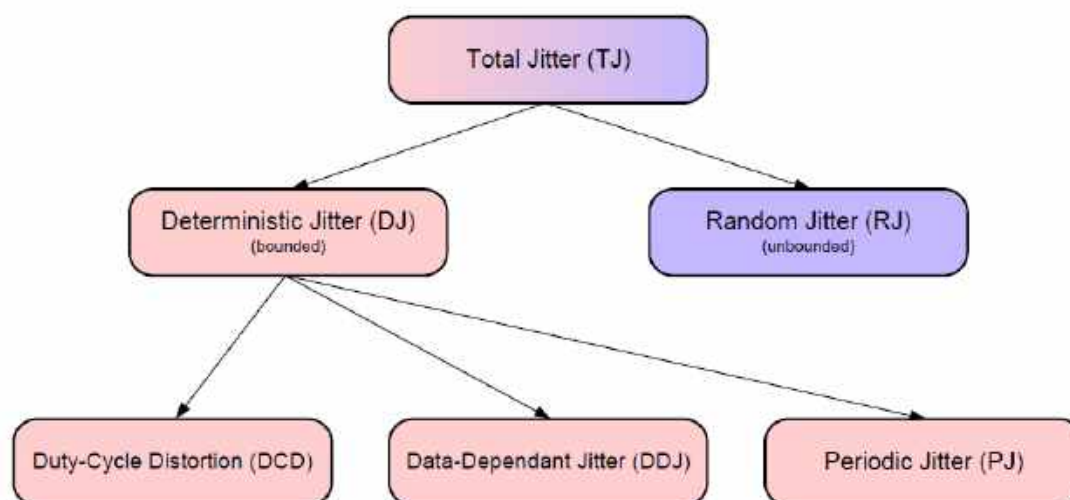 Total Jitter (TJ)
Deterministic Jitter (DJ)
(bounded)
Random Jitter (RJ)
(unbounded)
Duty-Cycle Distortion (DCD)
Data-Dependant Jitter (DDJ)
Periodic Jitter (PJ)